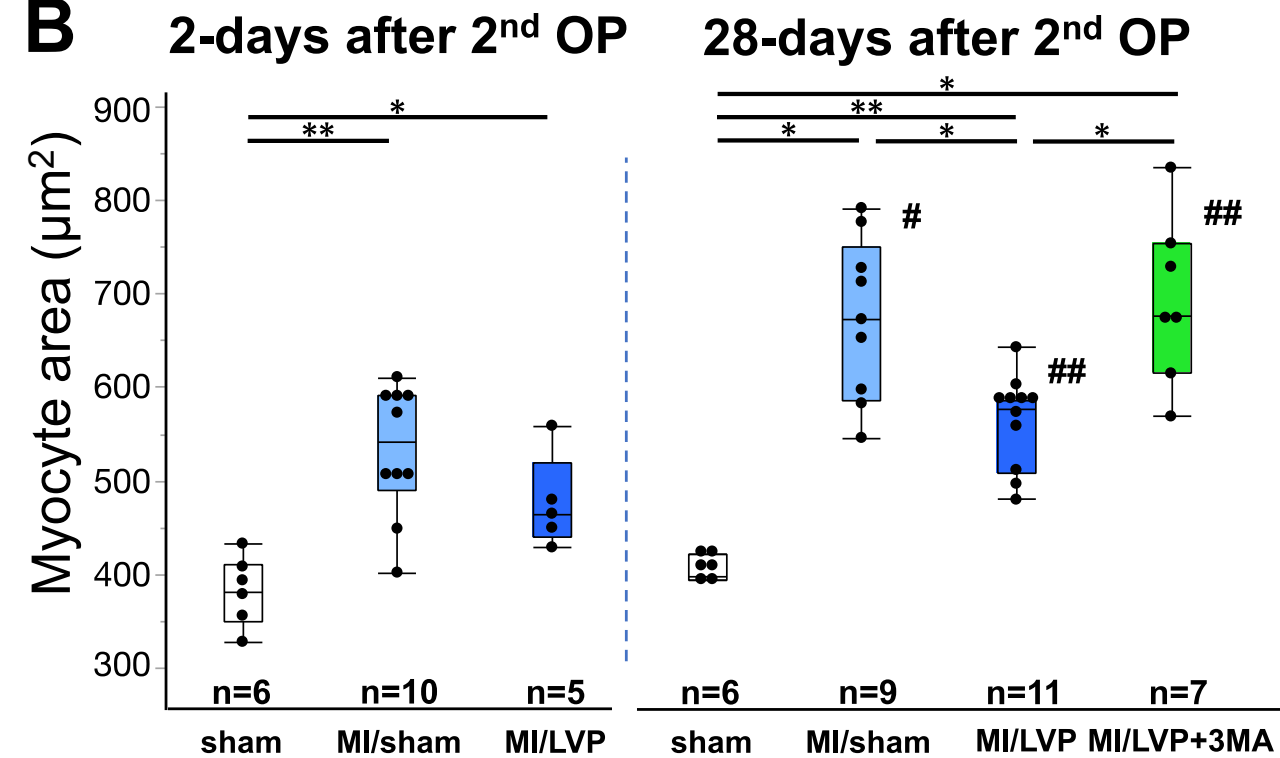 B
2-days after 2nd OP
28-days after 2nd OP
Myocyte area (μm2)
900
800
700
600
500
400
300
*
**
*
**
*
*
*
#
##
##
n=6
n=10
n=5
n=6
n=9
n=11
n=7
sham
MI/sham
MI/LVP
sham
MI/sham
MI/LVP
MI/LVP+3MA